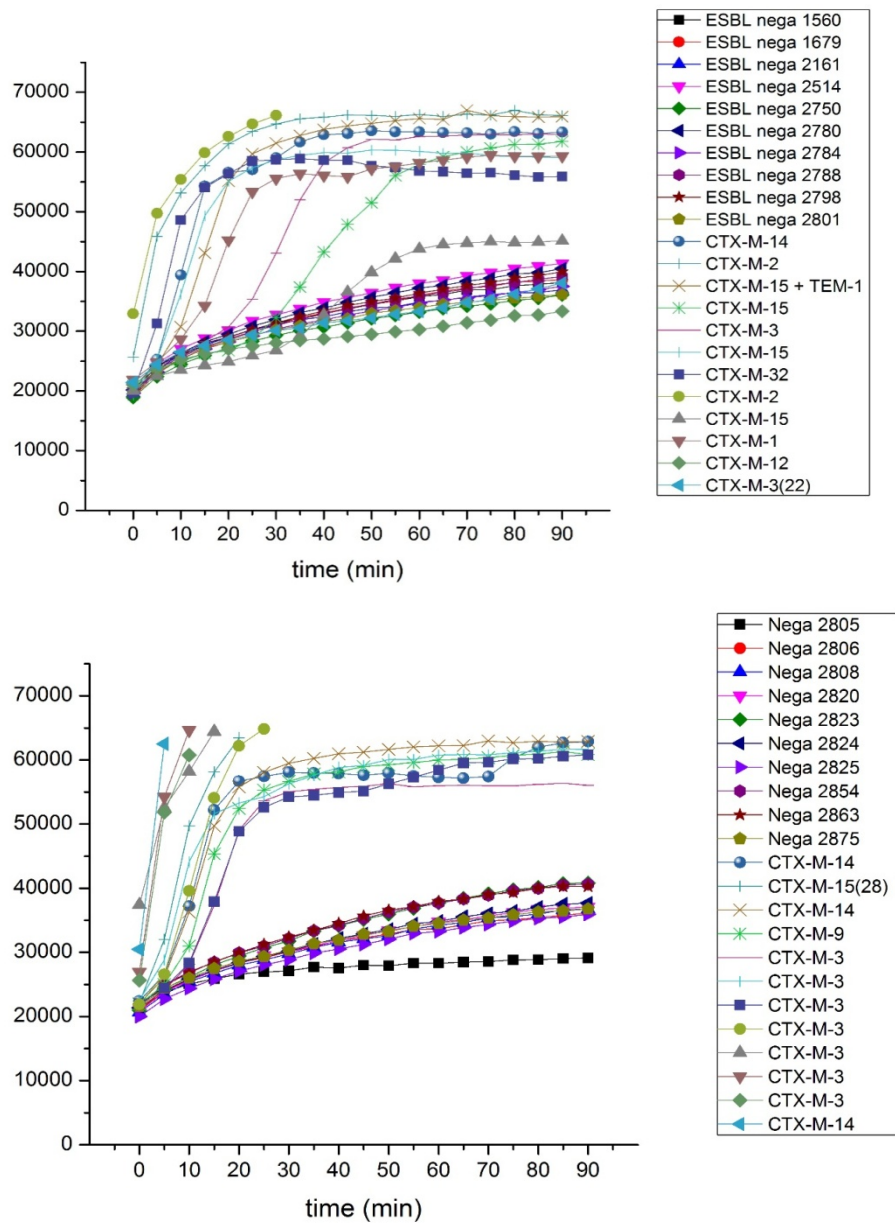 70000
60000
50000
40000
30000
20000
10000
0
0 10 20 30 40 50 60 70 80 90
time (min)
ESBL nega 1560
ESBL nega 1679
ESBL nega 2161
ESBL nega 2514
ESBL nega 2750
ESBL nega 2780
ESBL nega 2784
ESBL nega 2788
ESBL nega 2798
ESBL nega 2801
CTX-M-14
CTX-M-2
CTX-M-15 + TEM-1
CTX-M-15
CTX-M-3
CTX-M-15
CTX-M-32
CTX-M-2
CTX-M-15
CTX-M-1
CTX-M-12
CTX-M-3(22)
70000
60000
50000
40000
30000
20000
10000
0
0 10 20 30 40 50 60 70 80 90
time (min)
Nega 2805
Nega 2806
Nega 2808
Nega 2820
Nega 2823
Nega 2824
Nega 2825
Nega 2854
Nega 2863
Nega 2875
CTX-M-14
CTX-M-15(28)
CTX-M-14
CTX-M-9
CTX-M-3
CTX-M-3
CTX-M-3
CTX-M-3
CTX-M-3
CTX-M-3
CTX-M-3
CTX-M-14